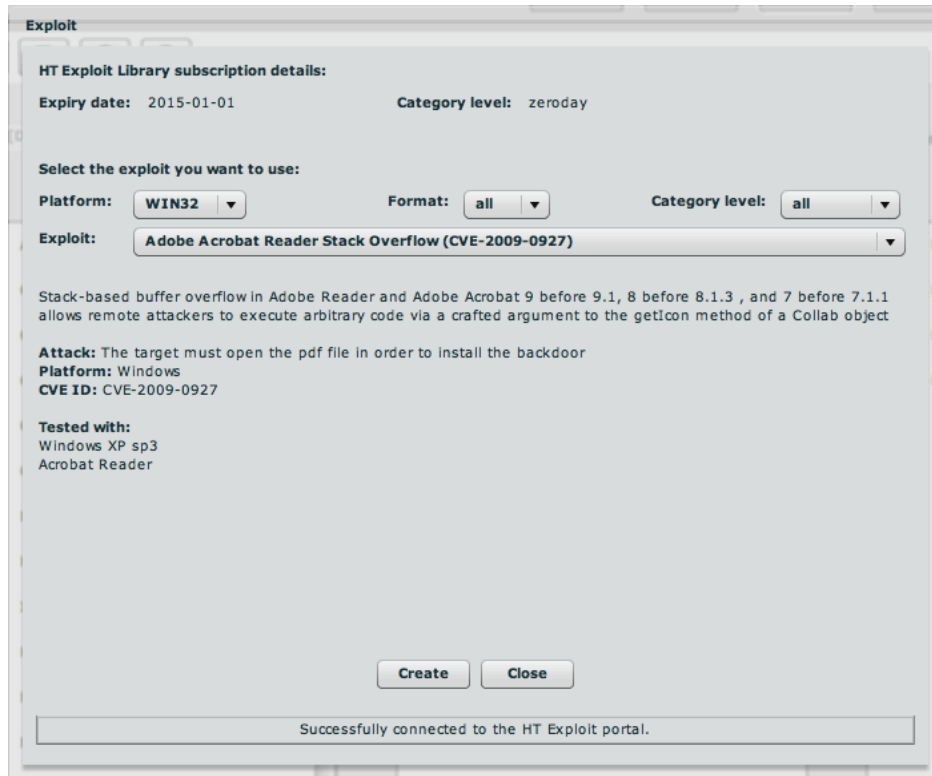 Exploit
HT Exploit Library subscription details:
Expiry date: 2015-01-01 Category level: zeroday
Select the exploit you want to use:
Platform: WIN32 Format: all Category level: all
Exploit: Adobe Acrobat Reader Stack Overflow (CVE-2009-0927)
Stack-based buffer overflow in Adobe Reader and Adobe Acrobat 9 before 9.1, 8 before 8.1.3 , and 7 before 7.1.1
allows remote attackers to execute arbitrary code via a crafted argument to the getIcon method of a Collab object
Attack: The target must open the pdf file in order to install the backdoor
Platform: Windows
CVE ID: CVE-2009-0927
Tested with:
Windows XP sp3
Acrobat Reader
Create Close
Successfully connected to the HT Exploit portal.